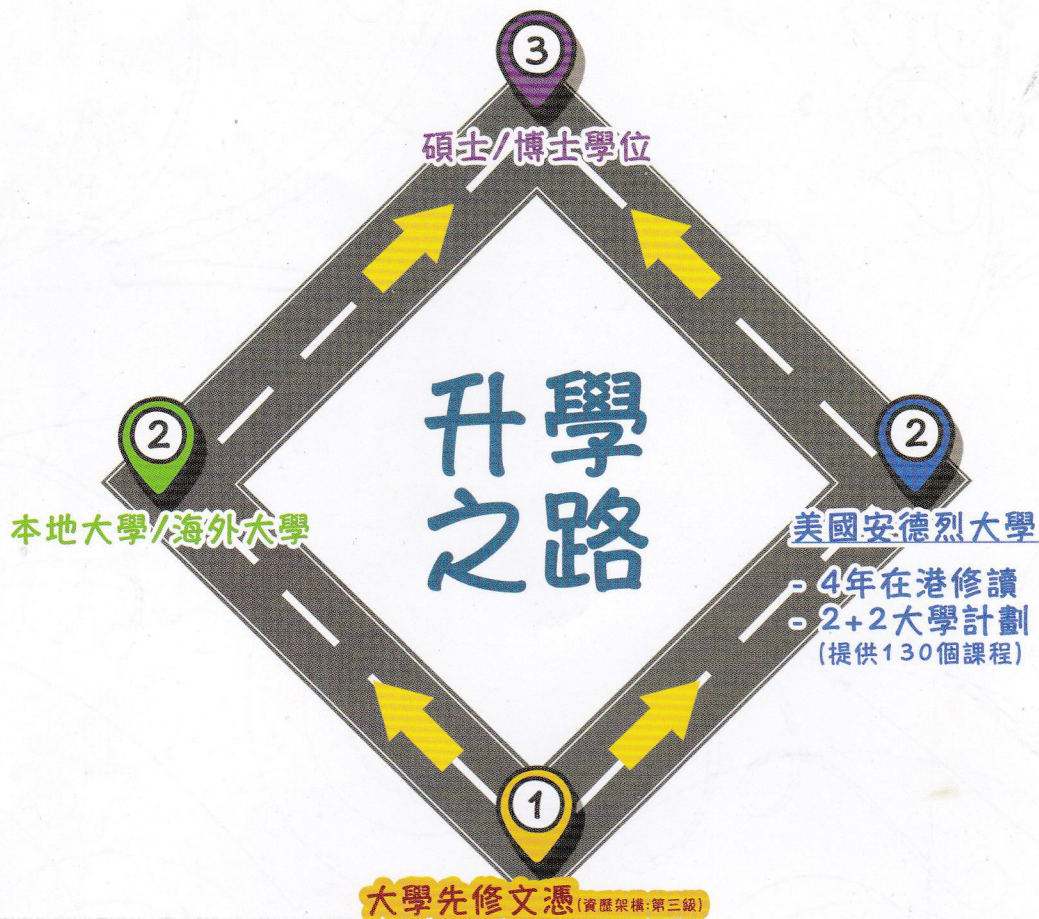 3
碩士/博士學位
升學
之路
2
本地大學/海外大學
2
美國安德烈大學
- 4年在港修讀
- 2+2大學計劃
(提供130個課程)
1
大學先修文憑(資歷架構:第三級)